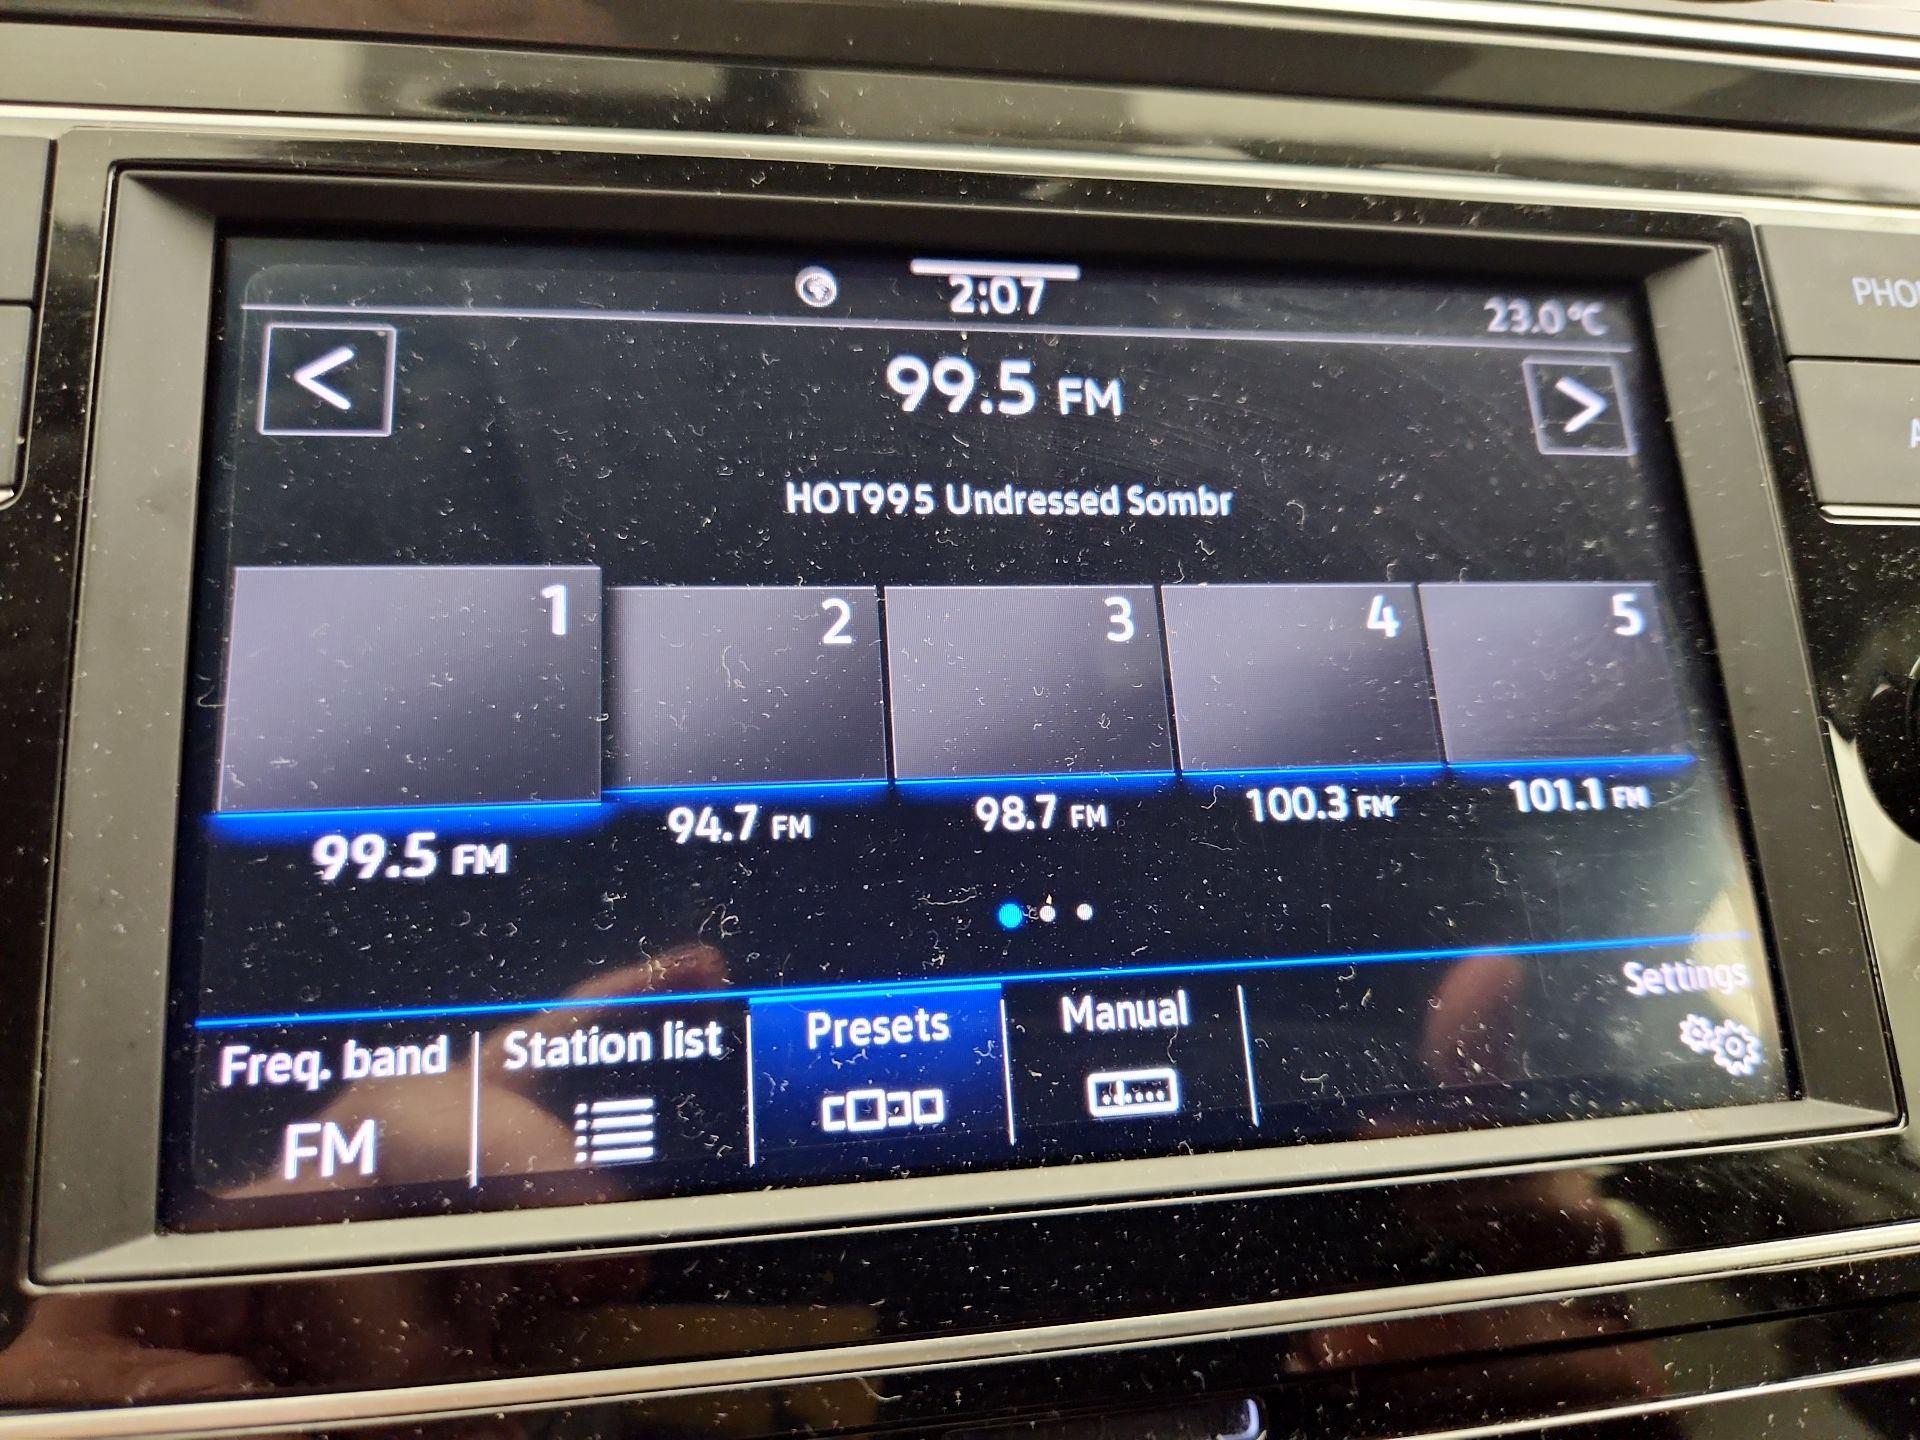 2:07
23.0°C
<
99.5 FM
>
HOT995 Undressed Sombr
1
2
3
4
5
99.5 FM
94.7 FM
98.7 FM
100.3 FM
101.1 FM
Freq. band
Station list
Presets
Manual
Settings
FM